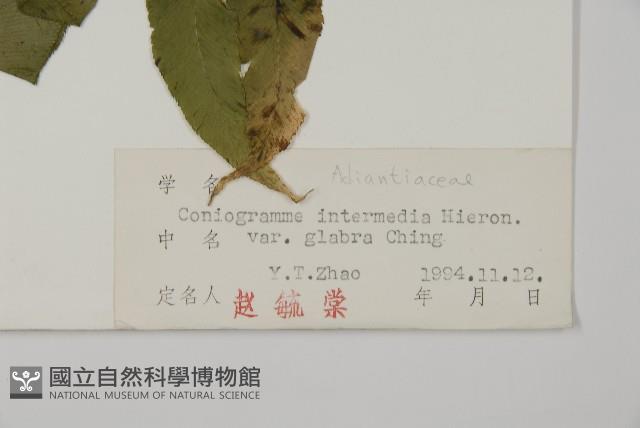 学 名 Adiantiaceae
Coniogramme intermedia Hieron.
中 名 var. glabra Ching
Y.T.Zhao 1994.11.12.
定名人 赵毓棠 年 月 日
國立自然科學博物館
NATIONAL MUSEUM OF NATURAL SCIENCE